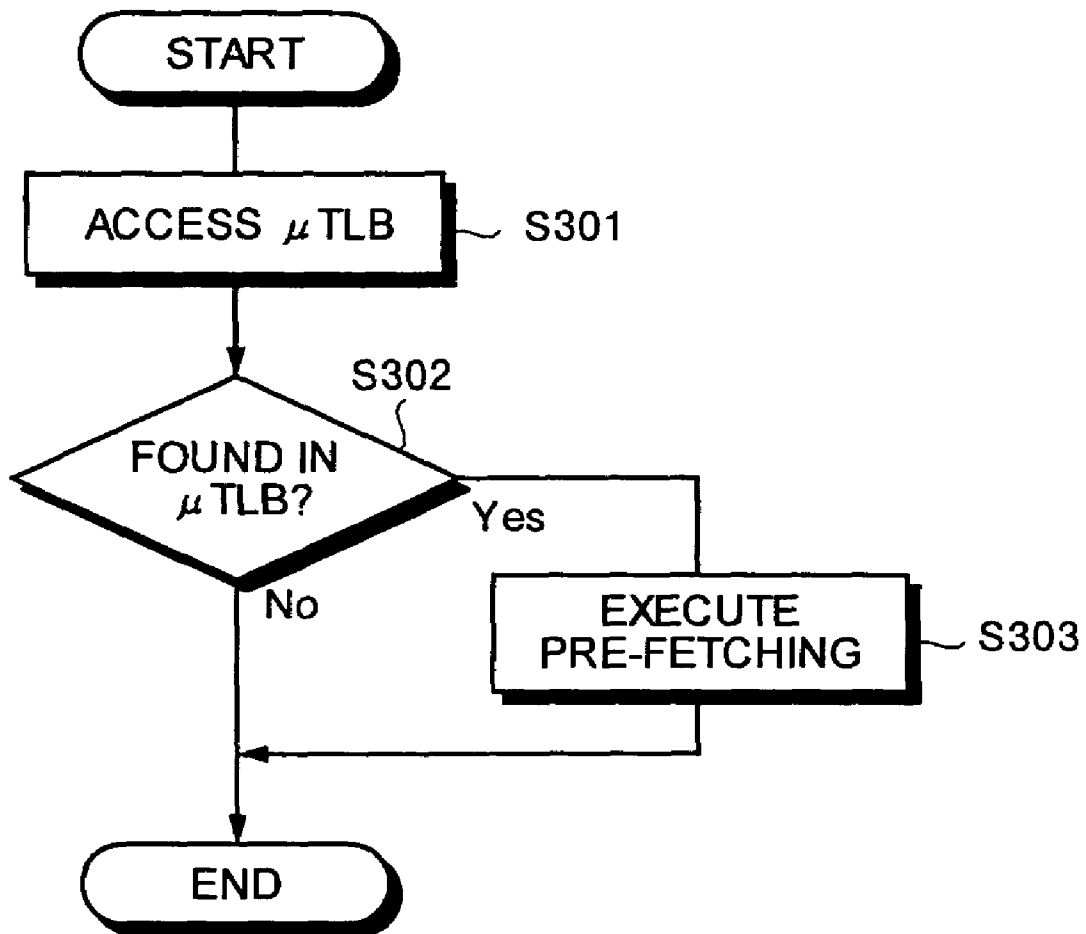 START
ACCESS μTLB
S301
S302
FOUND IN
μTLB?
Yes
No
EXECUTE
PRE-FETCHING
S303
END